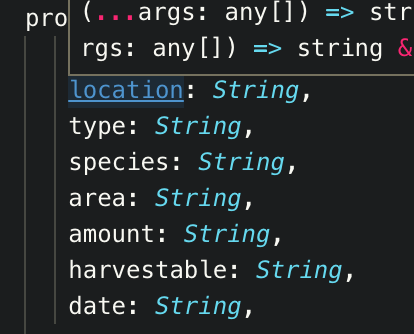 (...args: any[]) => str
pro
rgs: any[]) => string &
location: String,
type: String,
species: String,
area: String,
amount: String,
harvestable: String,
date: String,